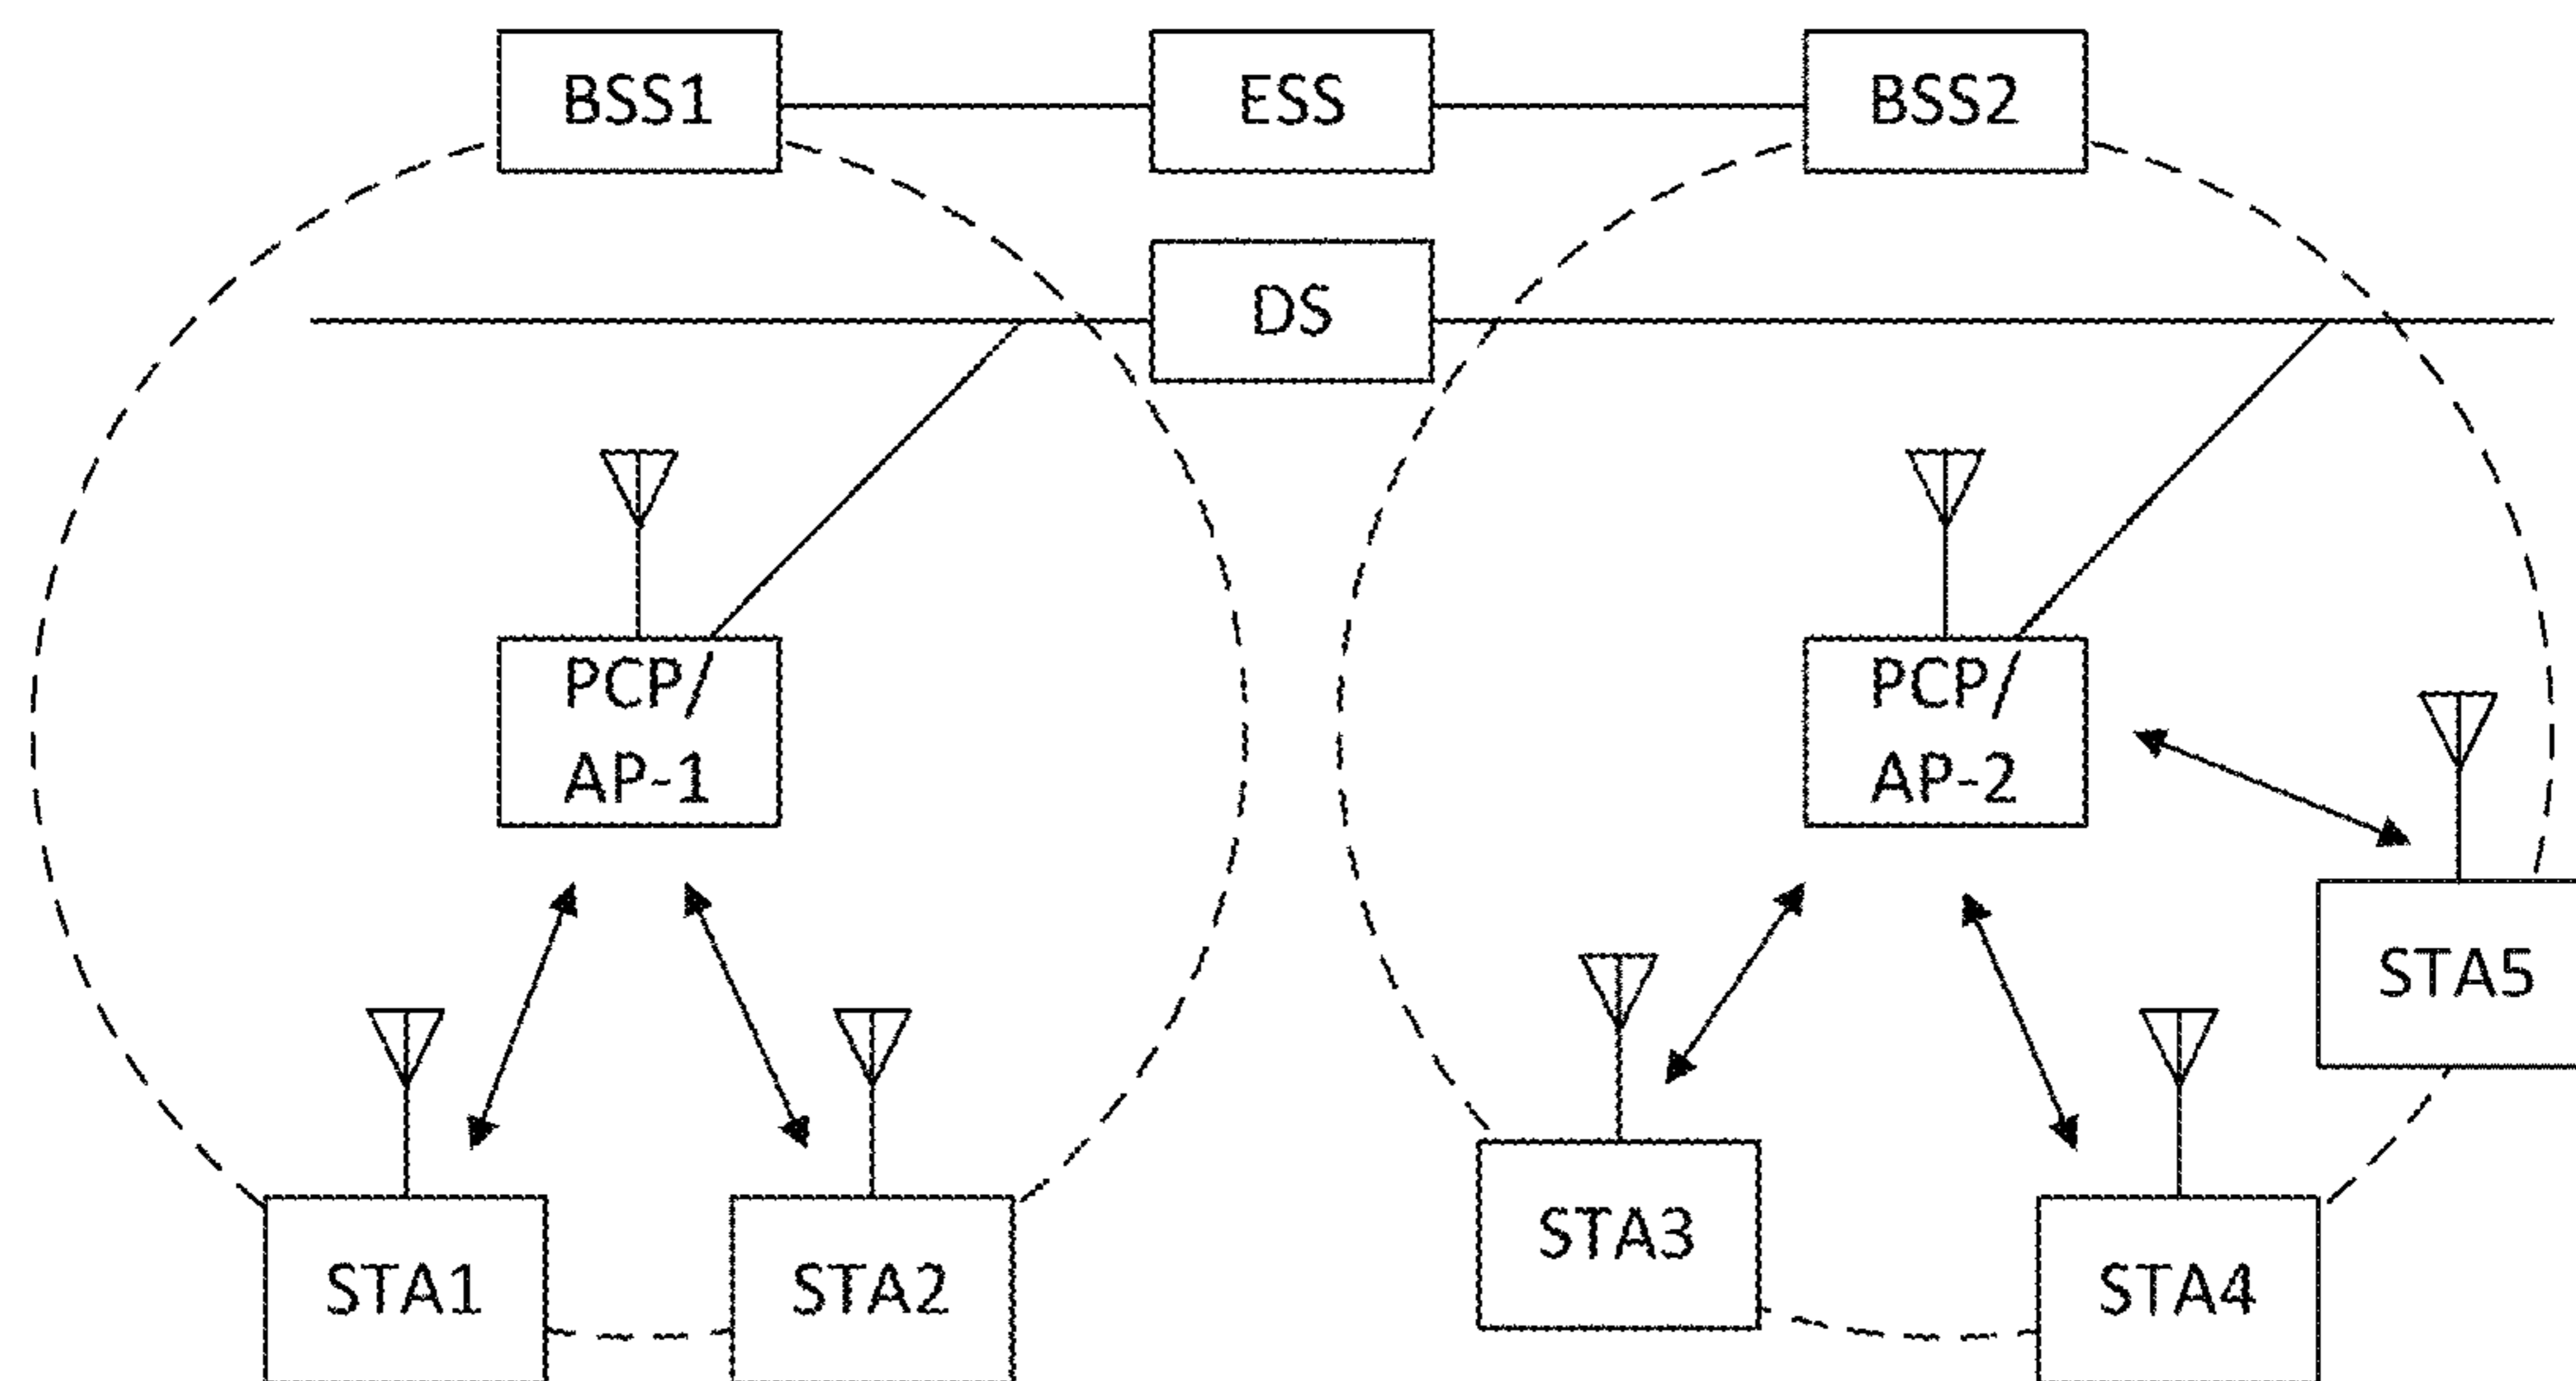 BSS1
ESS
BSS2
DS
PCP/
AP-1
PCP/
AP-2
STA5
STA3
STA1
STA2
STA4